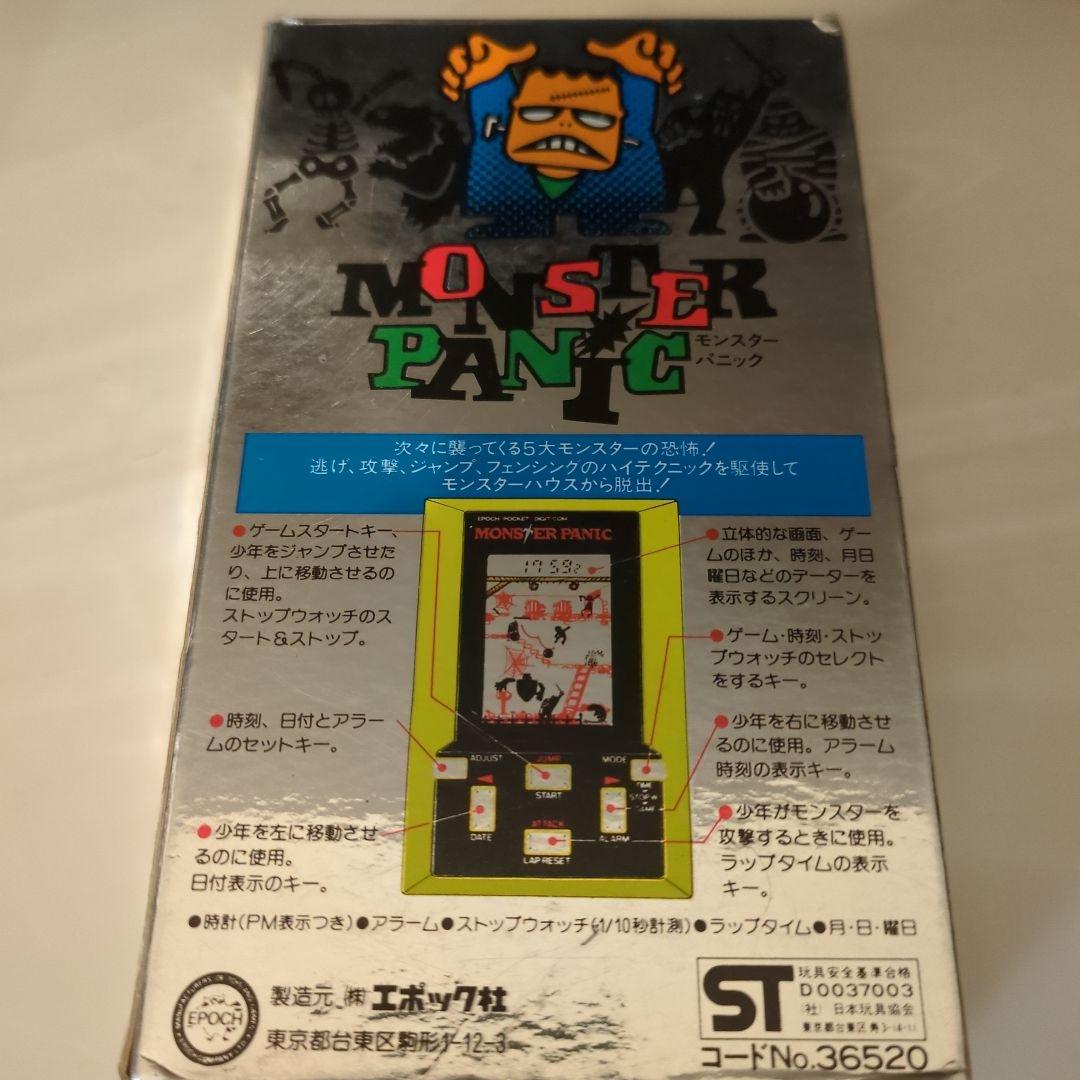 MONSTER
PANIC
モンスター
パニック
次々に襲ってくる5大モンスターの恐怖!
逃げ、攻撃、ジャンプ、フェンシングのハイテクニックを駆使して
モンスターハウスから脱出!
●ゲームスタートキー、
少年をジャンプさせた
り、上に移動させるの
に使用。
ストップウォッチのス
タート&ストップ。
●時刻、日付とアラー
ムのセットキー。
●少年を左に移動させ
るのに使用。
日付表示のキー。
EPOCH POCKET DIGIT-COM
MONSTER PANIC
17 592
ADJUST
JUMP
MODE
START
TIME
STOP W
GAME
DATE
ATTACK
ALARM
LAP RESET
●立体的な画面、ゲー
ムのほか、時刻、月日
曜日などのデーターを
表示するスクリーン。
●ゲーム・時刻・ストッ
プウォッチのセレクト
をするキー。
●少年を右に移動させ
るのに使用。アラーム
時刻の表示キー。
●少年がモンスターを
攻撃するときに使用。
ラップタイムの表示
キー。
●時計(PM表示つき)●アラーム●ストップウォッチ(1/10秒計測)●ラップタイム●月・日・曜日
EPOCH
製造元 ㈱エポック社
東京都台東区駒形1-12-3
ST
玩具安全基準合格
D0037003
(社) 日本玩具協会
コードNo.36520